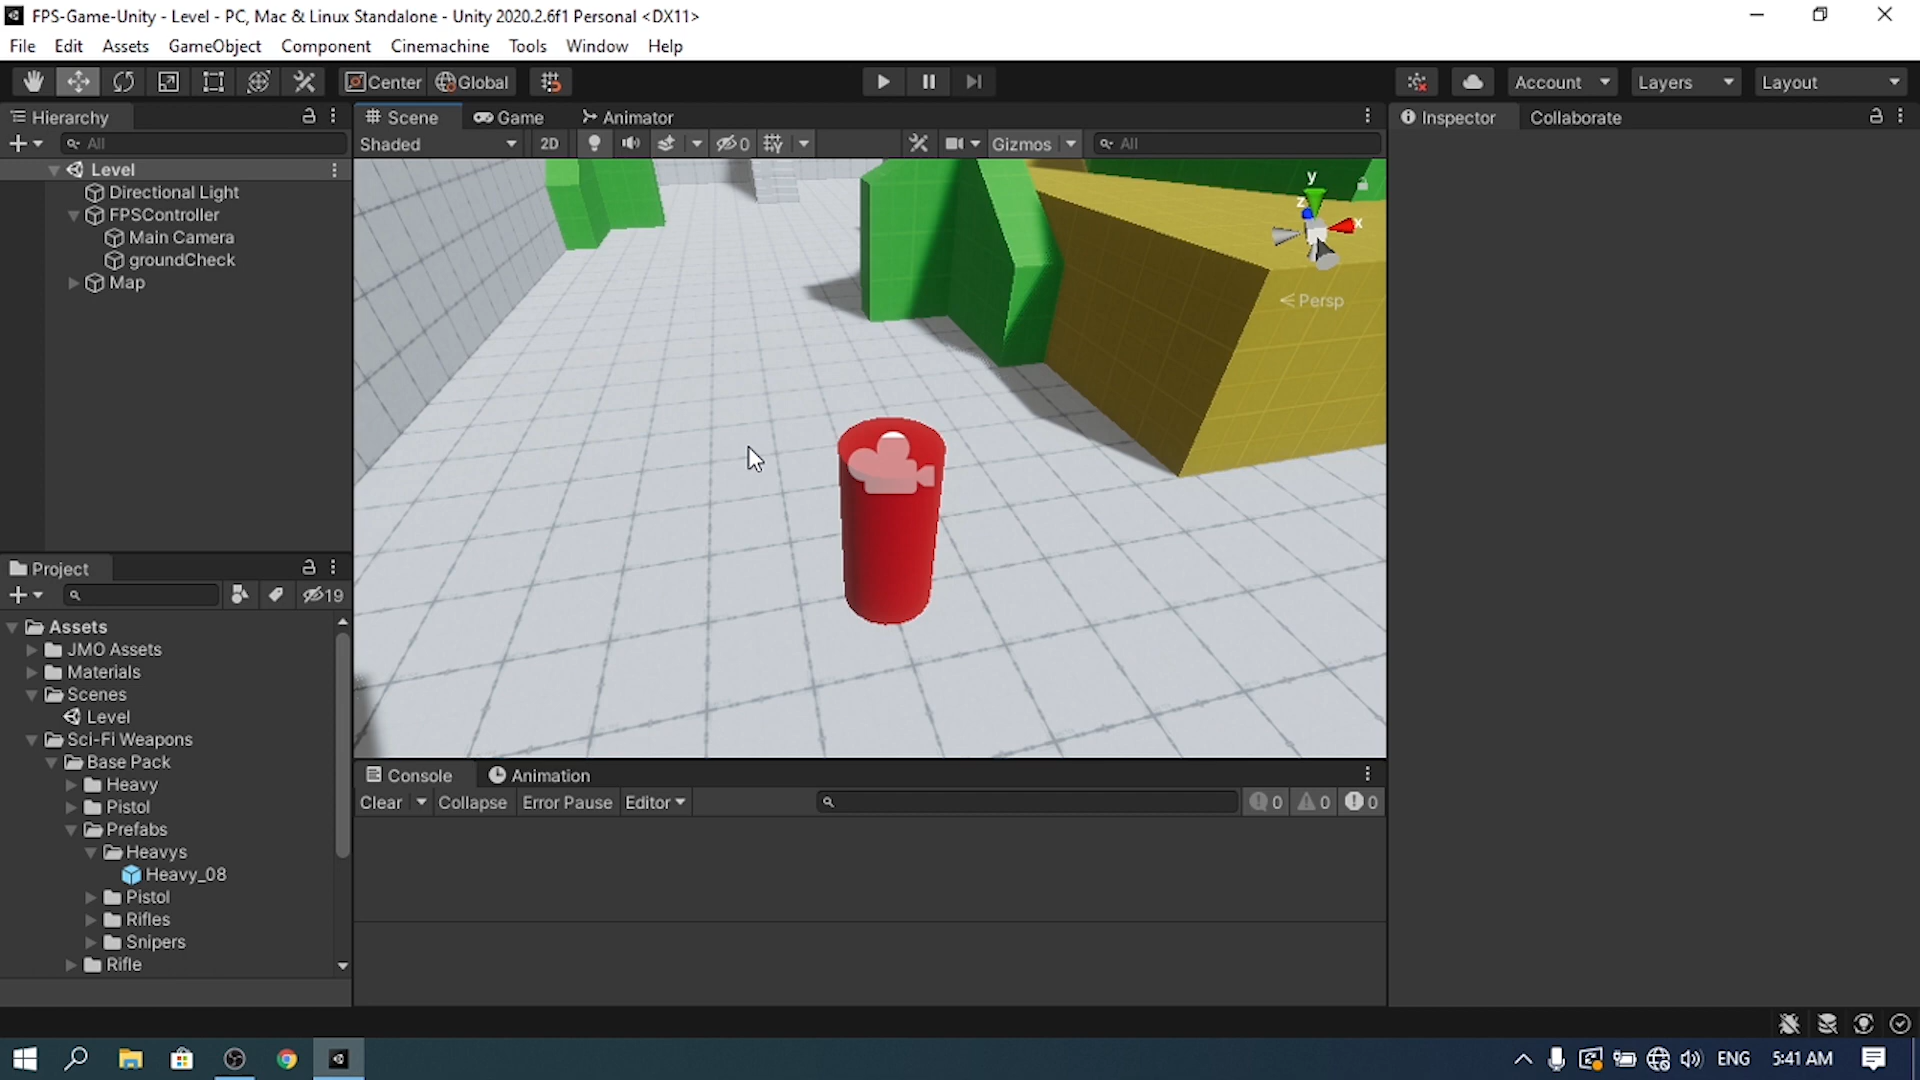 FPS-Game-Unity - Level - PC, Mac & Linux Standalone - Unity 2020.2.6f1 Personal <DX11>
File Edit Assets GameObject Component Cinemachine Tools Window Help
Center Global Account Layers Layout
Hierarchy
All
Level
Directional Light
FPSController
Main Camera
groundCheck
Map
Scene Game Animator
Shaded 2D 0 Gizmos All
y
z
x
Persp
Inspector Collaborate
Project
19
Assets
JMO Assets
Materials
Scenes
Level
Sci-Fi Weapons
Base Pack
Heavy
Pistol
Prefabs
Heavys
Heavy_08
Pistol
Rifles
Snipers
Rifle
Console Animation
Clear Collapse Error Pause Editor 0 0 0
ENG 5:41 AM